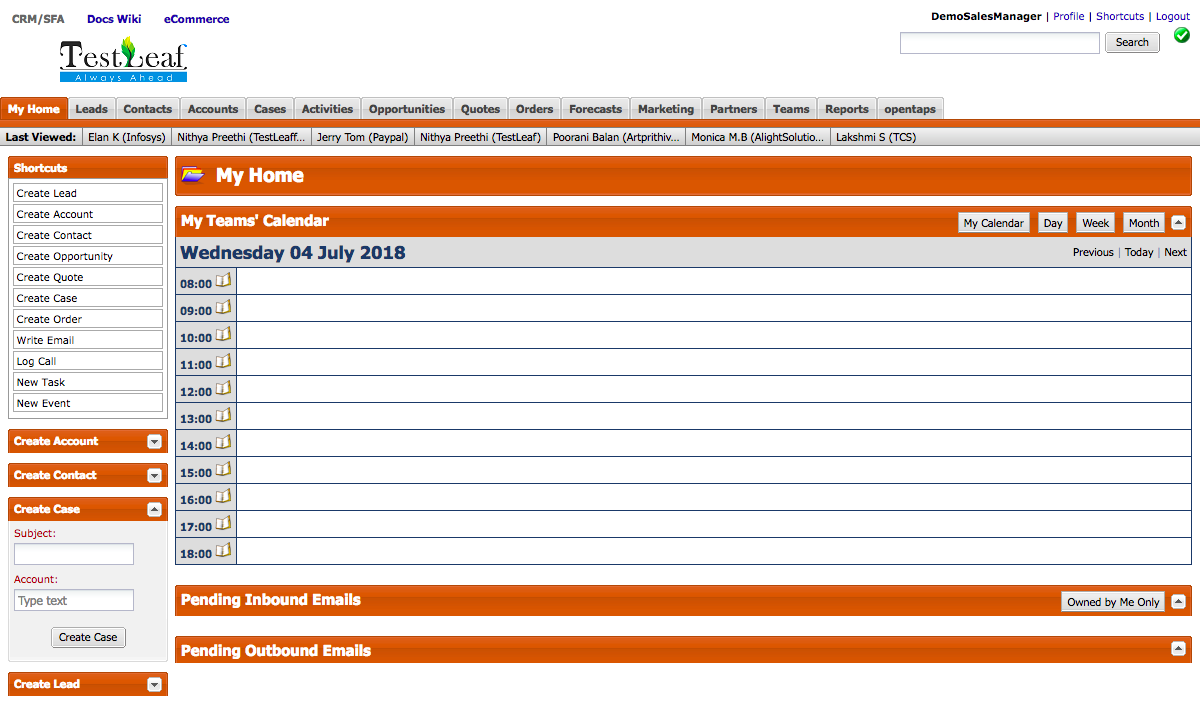 CRM/SFA Docs Wiki eCommerce
DemoSalesManager | Profile | Shortcuts | Logout
TestLeaf
Always Ahead
Search
My Home Leads Contacts Accounts Cases Activities Opportunities Quotes Orders Forecasts Marketing Partners Teams Reports opentaps
Last Viewed: Elan K (Infosys) Nithya Preethi (TestLeaff... Jerry Tom (Paypal) Nithya Preethi (TestLeaf) Poorani Balan (Artprithiv... Monica M.B (AlightSolutio... Lakshmi S (TCS)
Shortcuts
Create Lead
Create Account
Create Contact
Create Opportunity
Create Quote
Create Case
Create Order
Write Email
Log Call
New Task
New Event
Create Account
Create Contact
Create Case
Subject:
Account:
Type text
Create Case
Create Lead
My Home
My Teams' Calendar My Calendar Day Week Month
Wednesday 04 July 2018 Previous | Today | Next
08:00
09:00
10:00
11:00
12:00
13:00
14:00
15:00
16:00
17:00
18:00
Pending Inbound Emails Owned by Me Only
Pending Outbound Emails